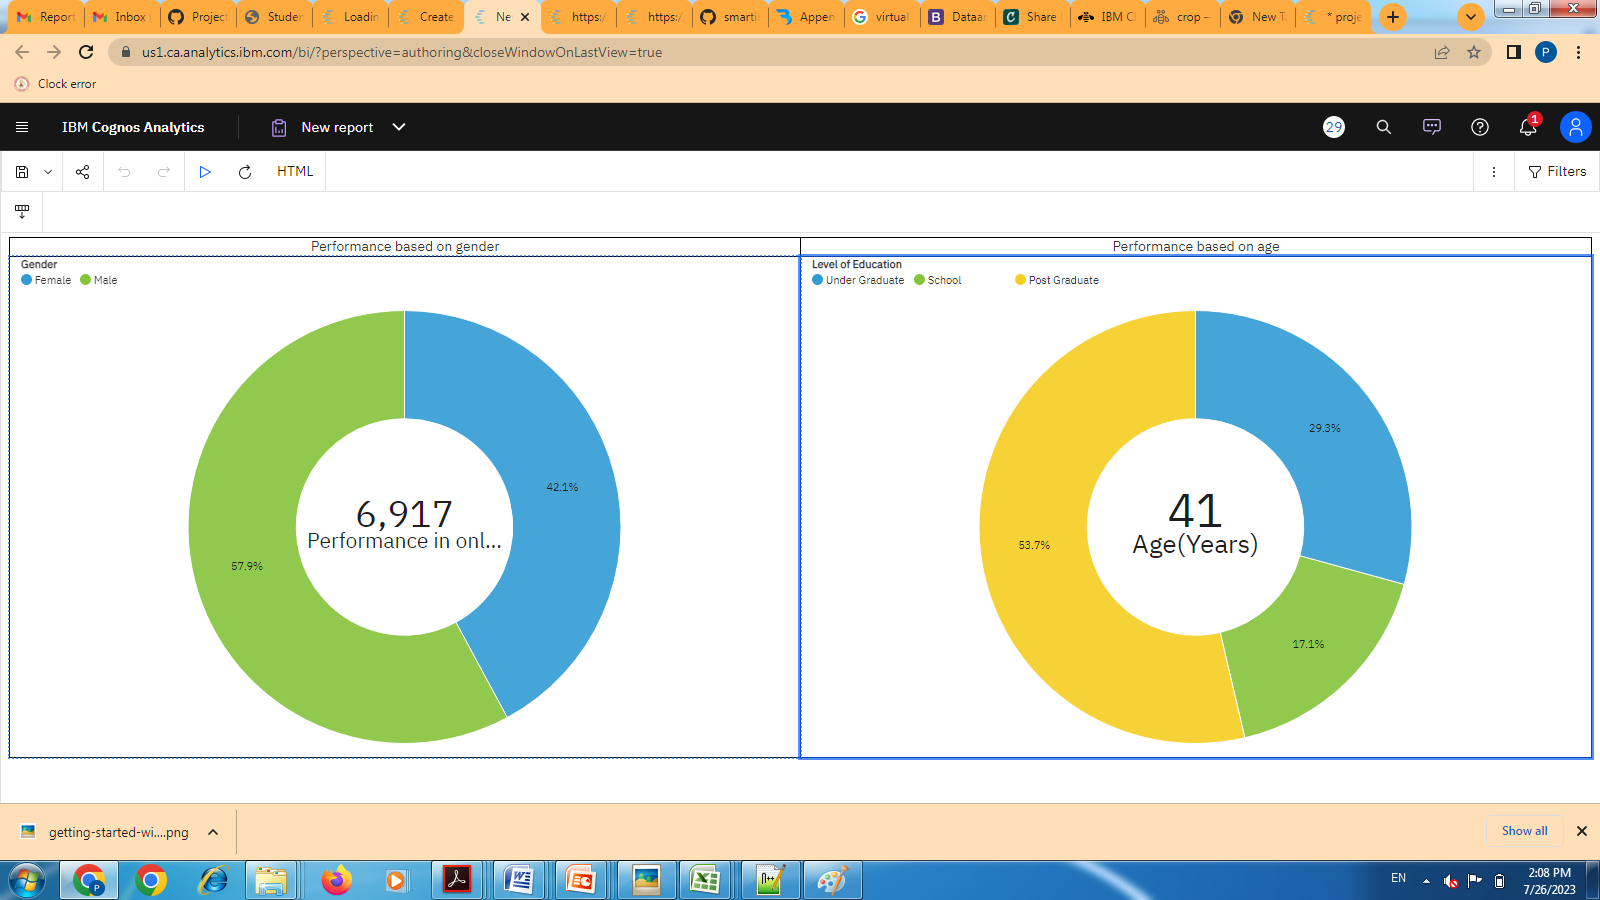 Report
Inbox
Project
Studen
Loadin
Create
Ne
https:/
https:/
smarti
Appen
virtual
Dataar
Share
IBM Cl
crop –
New T
* proje
us1.ca.analytics.ibm.com/bi/?perspective=authoring&closeWindowOnLastView=true
P
Clock error
IBM Cognos Analytics
New report
29
1
HTML
Filters
Performance based on gender
Performance based on age
Gender
Female
Male
Level of Education
Under Graduate
School
Post Graduate
42.1%
57.9%
6,917
Performance in onl...
29.3%
53.7%
17.1%
41
Age(Years)
getting-started-wi....png
Show all
EN
2:08 PM
7/26/2023